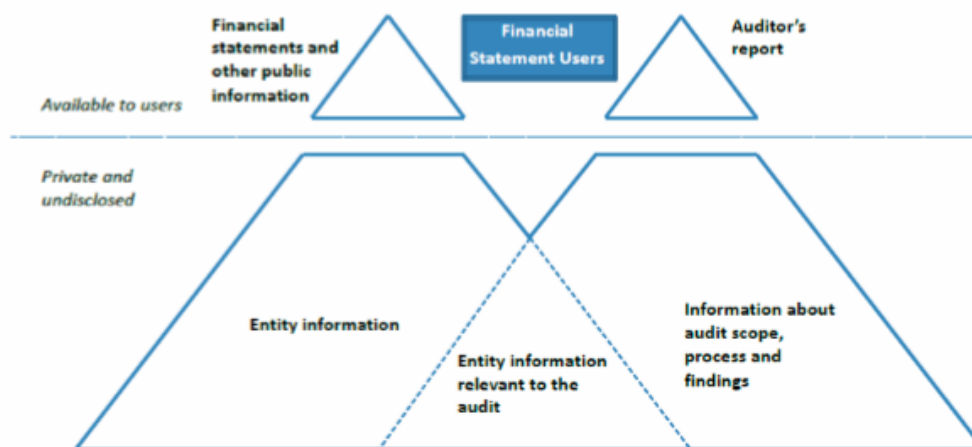 Financial
statements and
other public
information
Financial
Statement Users
Auditor's
report
Available to users
Private and
undisclosed
Entity information
Entity information
relevant to the
audit
Information about
audit scope,
process and
findings